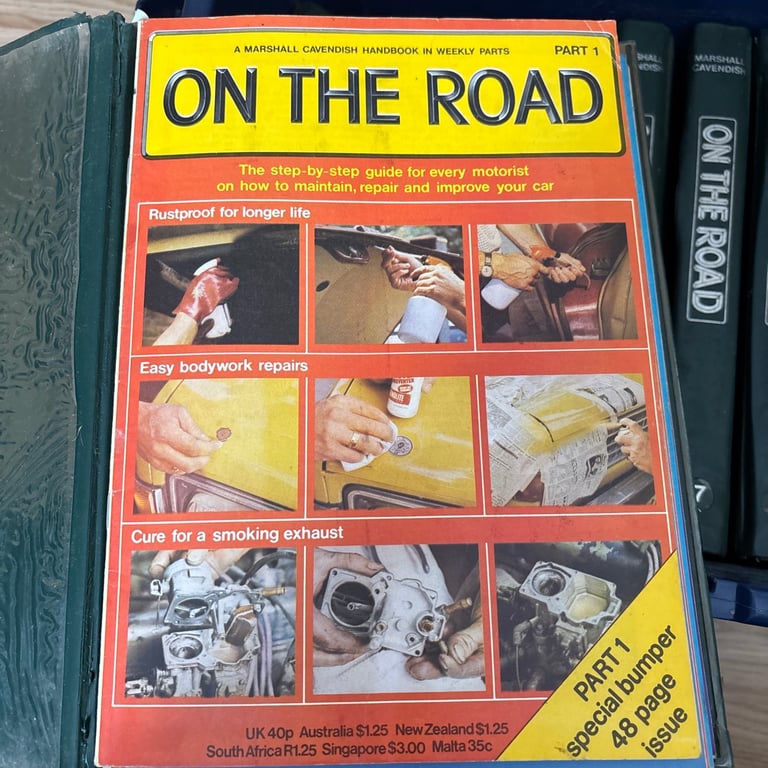 A MARSHALL CAVENDISH HANDBOOK IN WEEKLY PARTS PART 1
ON THE ROAD
The step-by-step guide for every motorist
on how to maintain, repair and improve your car
Rustproof for longer life
Easy bodywork repairs
Cure for a smoking exhaust
PART 1
special bumper
48 page
issue
UK 40p Australia $1.25 New Zealand $1.25
South Africa R1.25 Singapore $3.00 Malta 35c
MARSHALL
CAVENDISH
ON THE ROAD
7